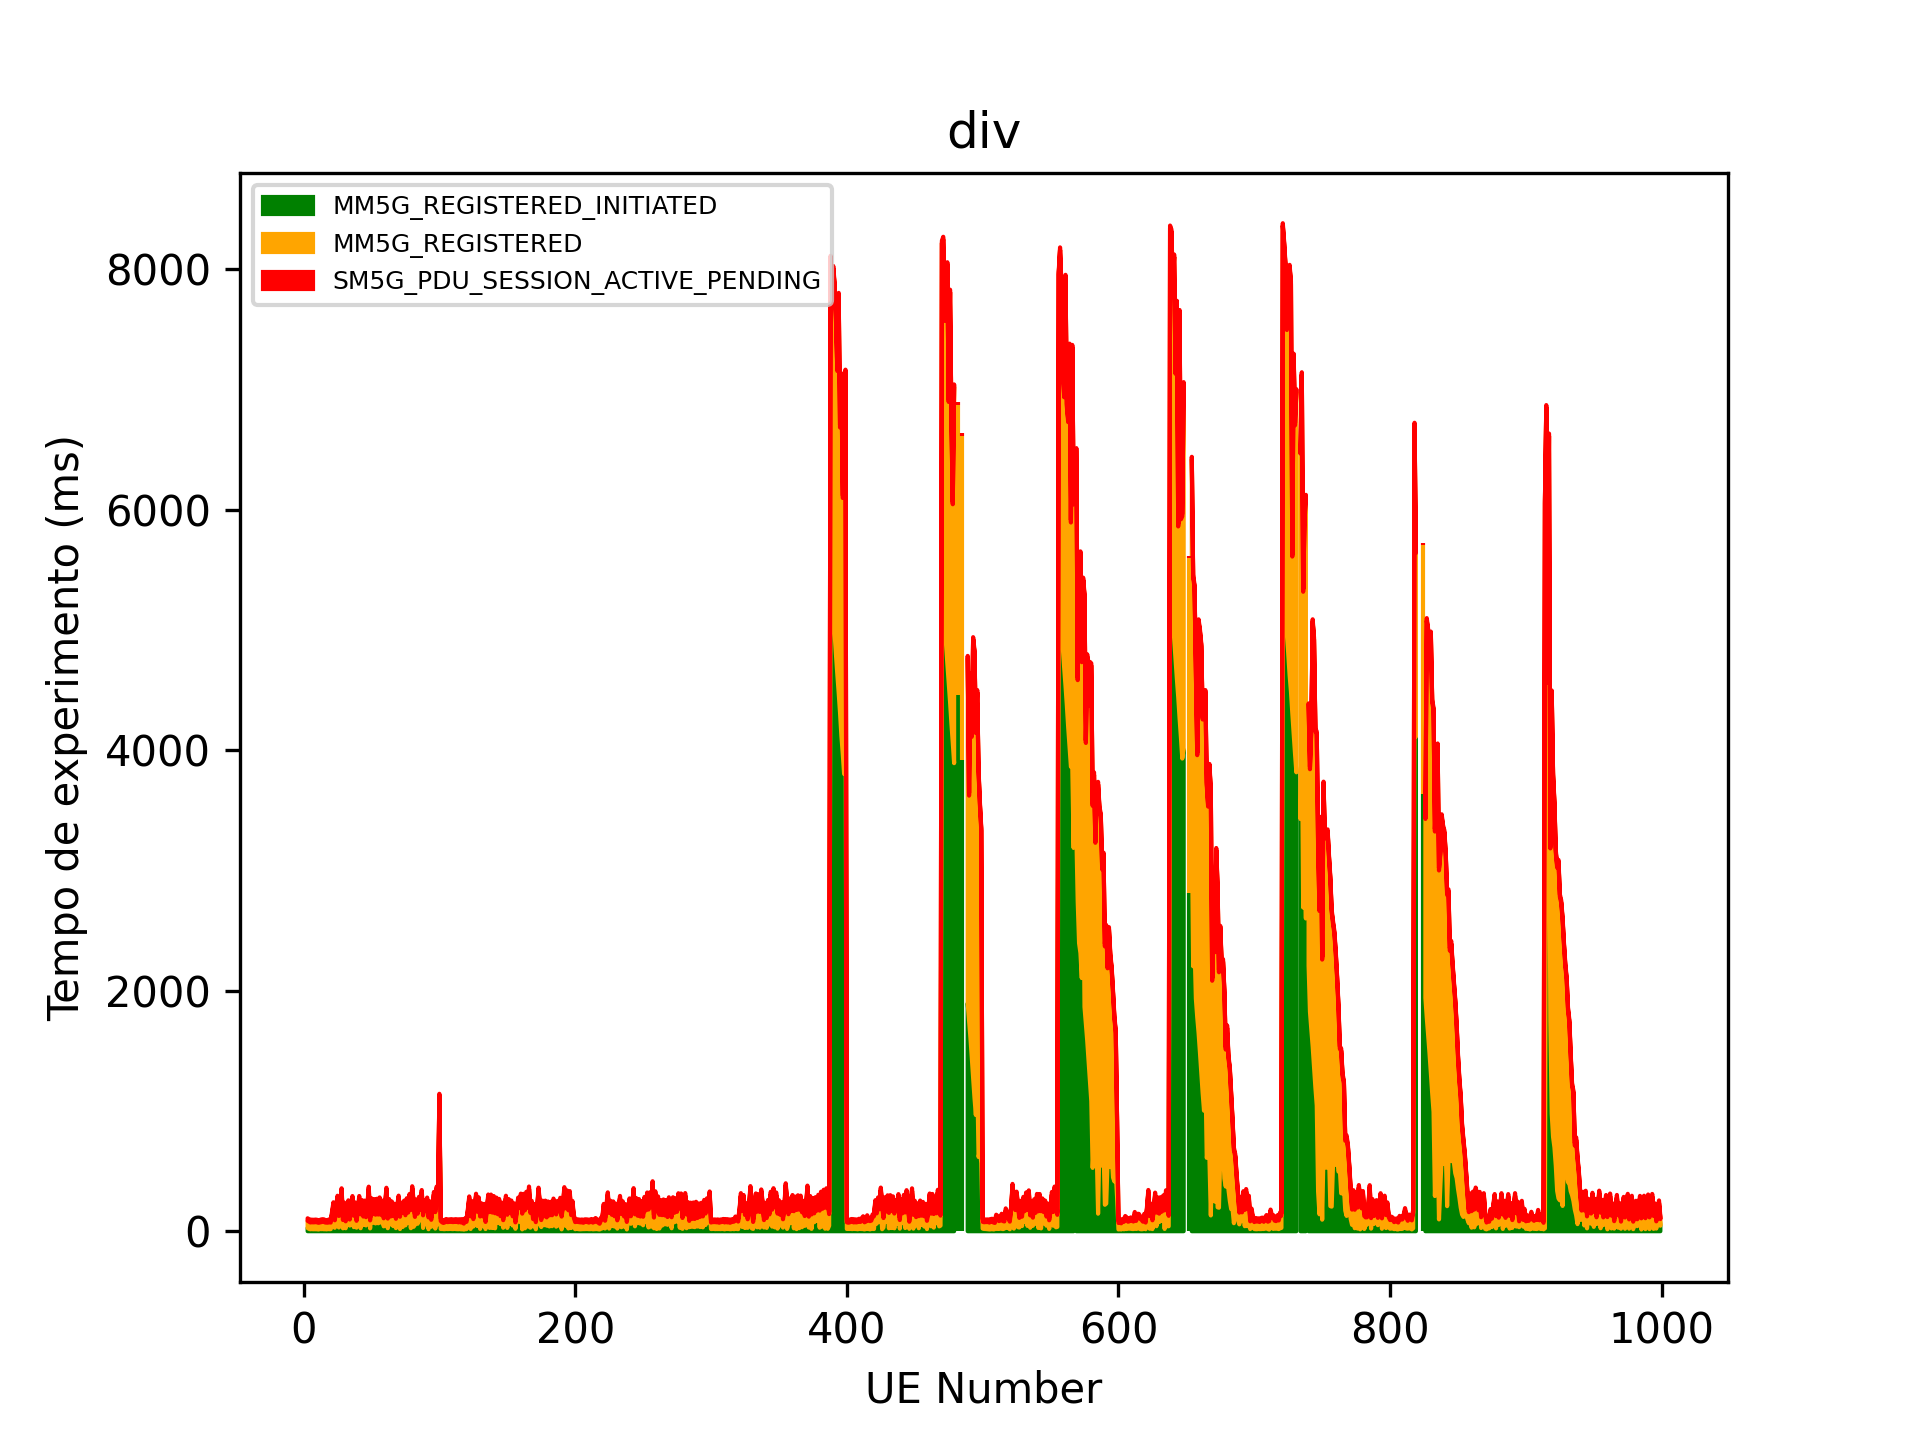 div
MM5G_REGISTERED_INITIATED
MM5G_REGISTERED
SM5G_PDU_SESSION_ACTIVE_PENDING
Tempo de experimento (ms)
8000
6000
4000
2000
0
0 200 400 600 800 1000
UE Number